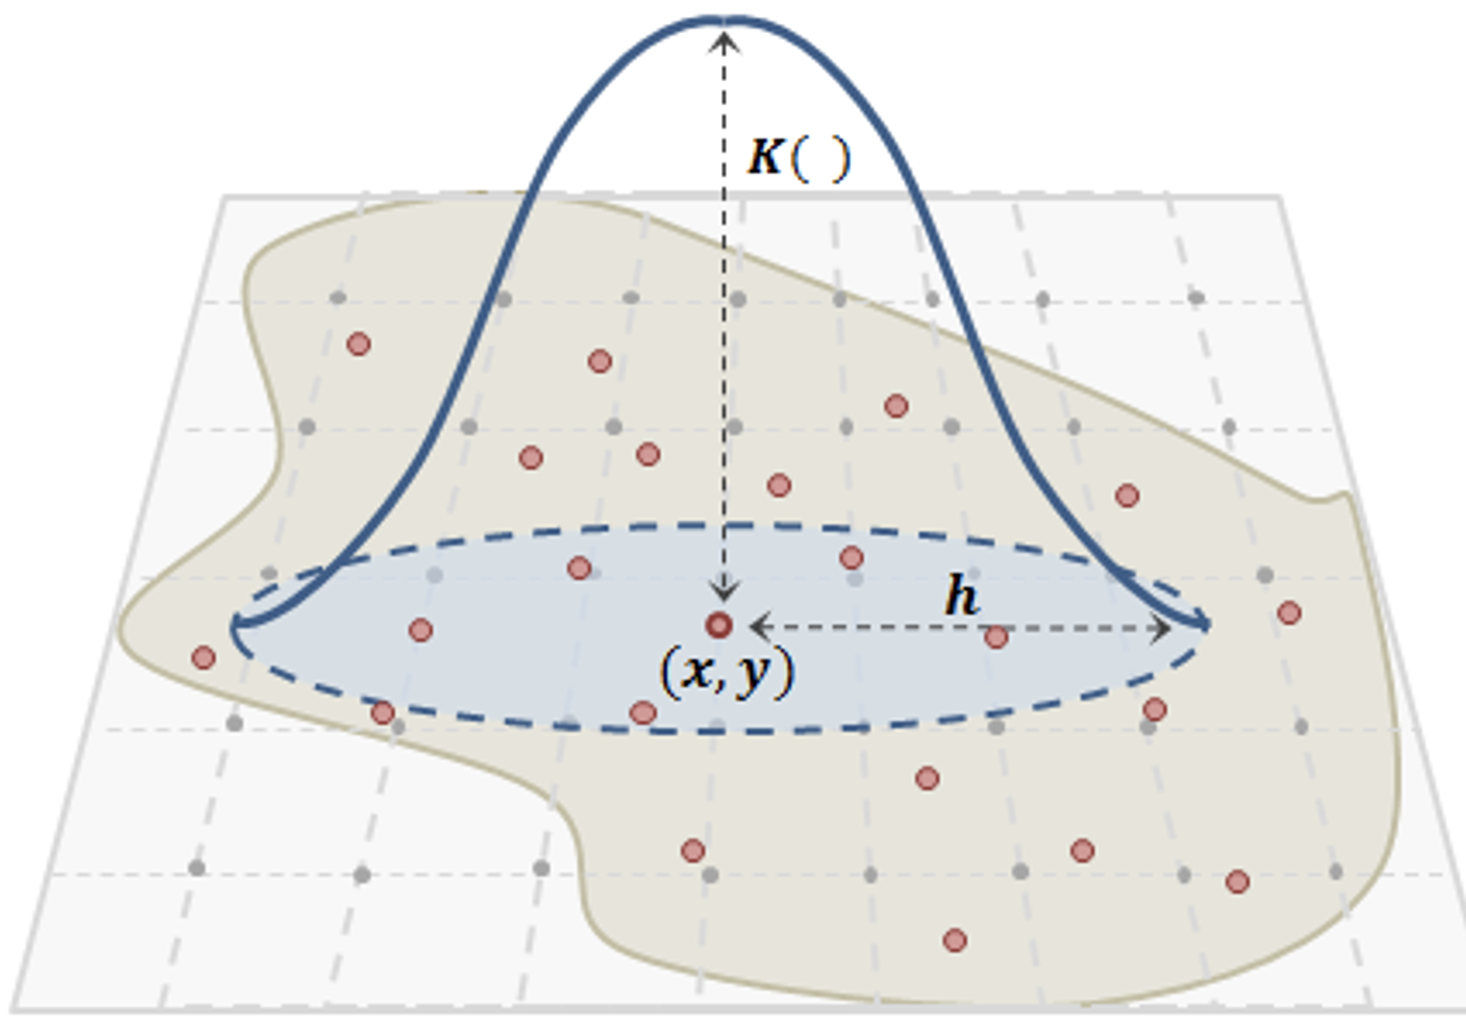 K( )
h
(x, y)